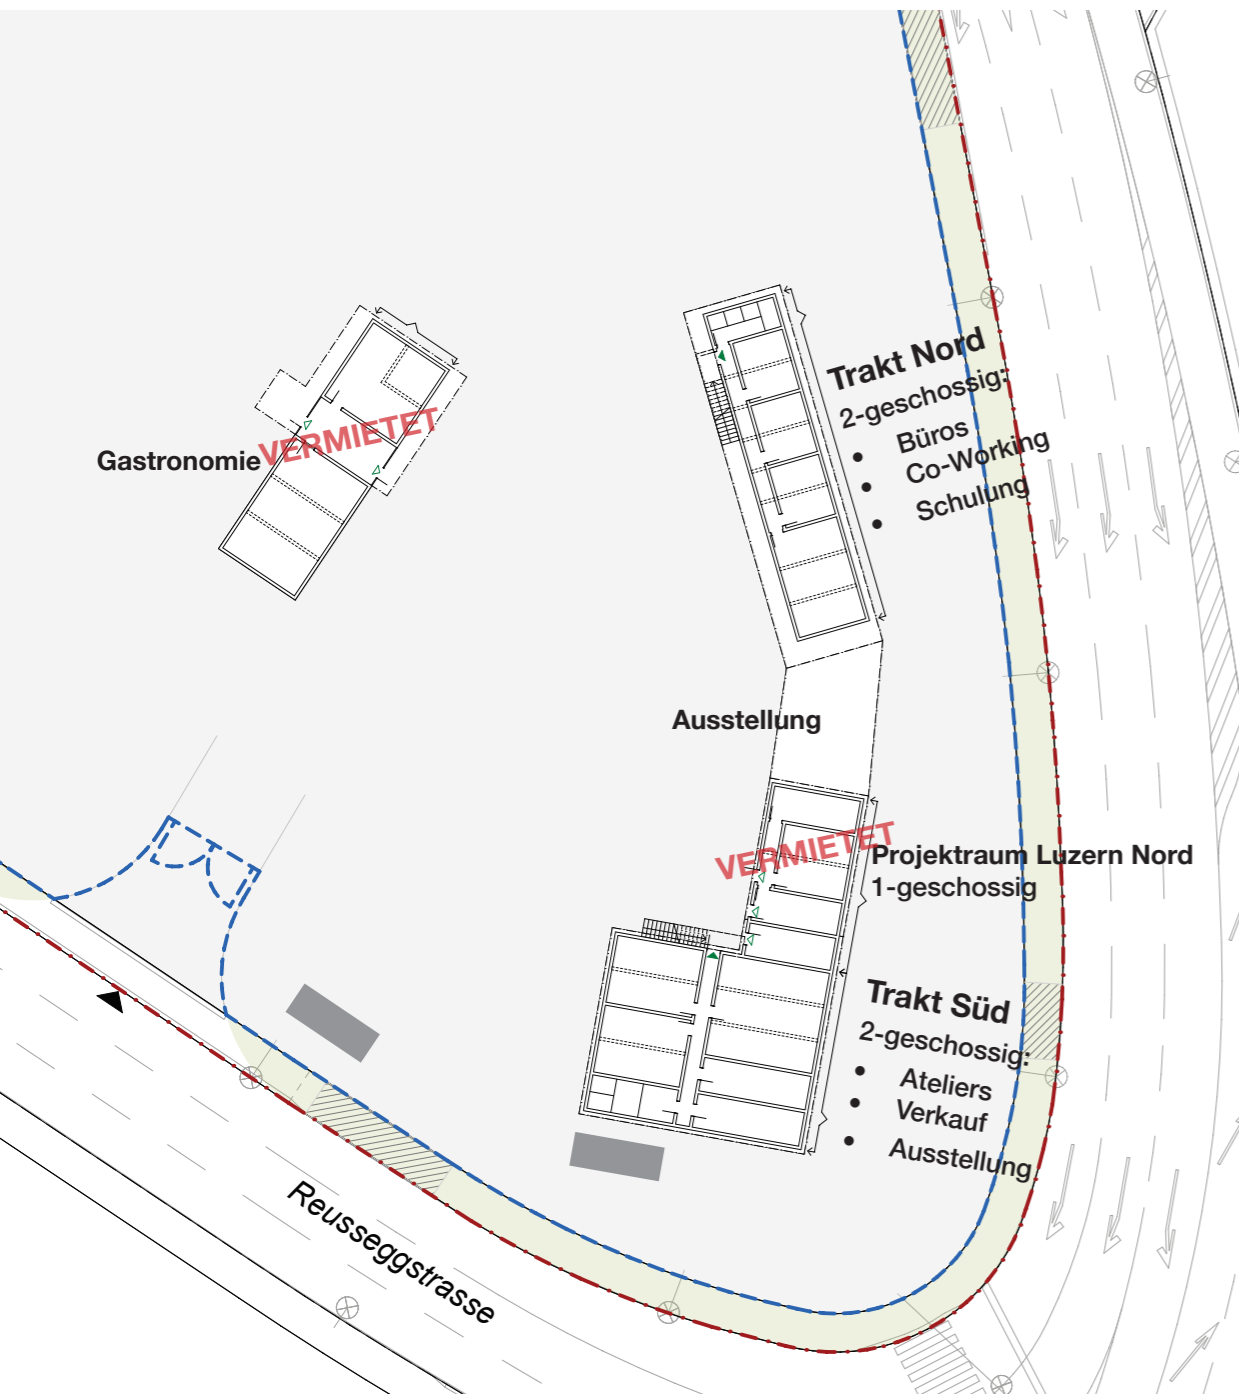 Trakt Nord
2-geschossig:
• Büros
• Co-Working
• Schulung
VERMIETET
Gastronomie
Ausstellung
VERMIETET
Projektraum Luzern Nord
1-geschossig
Trakt Süd
2-geschossig:
• Ateliers
• Verkauf
• Ausstellung
Reusseggstrasse